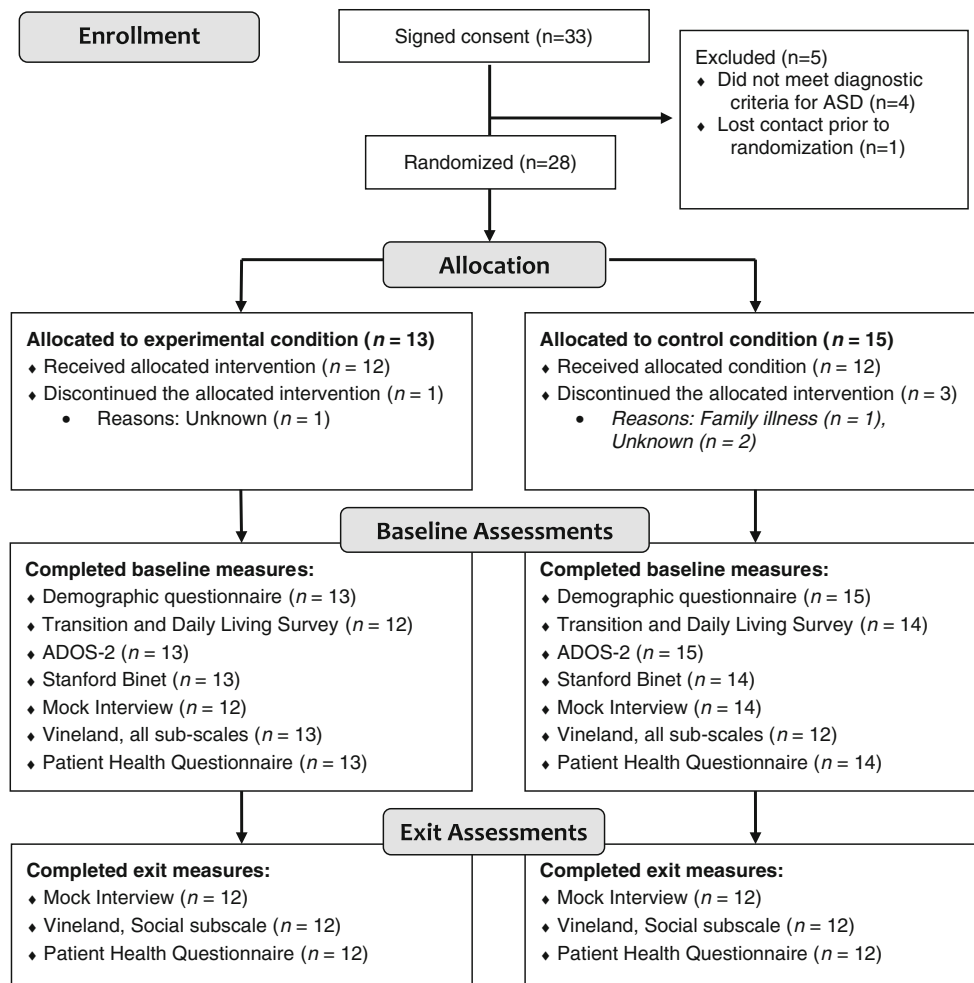 Enrollment
Signed consent (n=33)
Excluded (n=5)
♦ Did not meet diagnostic
criteria for ASD (n=4)
♦ Lost contact prior to
randomization (n=1)
Randomized (n=28)
Allocation
Allocated to experimental condition (n = 13)
♦ Received allocated intervention (n = 12)
♦ Discontinued the allocated intervention (n = 1)
• Reasons: Unknown (n = 1)
Allocated to control condition (n = 15)
♦ Received allocated condition (n = 12)
♦ Discontinued the allocated intervention (n = 3)
• Reasons: Family illness (n = 1),
Unknown (n = 2)
Baseline Assessments
Completed baseline measures:
♦ Demographic questionnaire (n = 13)
♦ Transition and Daily Living Survey (n = 12)
♦ ADOS-2 (n = 13)
♦ Stanford Binet (n = 13)
♦ Mock Interview (n = 12)
♦ Vineland, all sub-scales (n = 13)
♦ Patient Health Questionnaire (n = 13)
Completed baseline measures:
♦ Demographic questionnaire (n = 15)
♦ Transition and Daily Living Survey (n = 14)
♦ ADOS-2 (n = 15)
♦ Stanford Binet (n = 14)
♦ Mock Interview (n = 14)
♦ Vineland, all sub-scales (n = 12)
♦ Patient Health Questionnaire (n = 14)
Exit Assessments
Completed exit measures:
♦ Mock Interview (n = 12)
♦ Vineland, Social subscale (n = 12)
♦ Patient Health Questionnaire (n = 12)
Completed exit measures:
♦ Mock Interview (n = 12)
♦ Vineland, Social subscale (n = 12)
♦ Patient Health Questionnaire (n = 12)